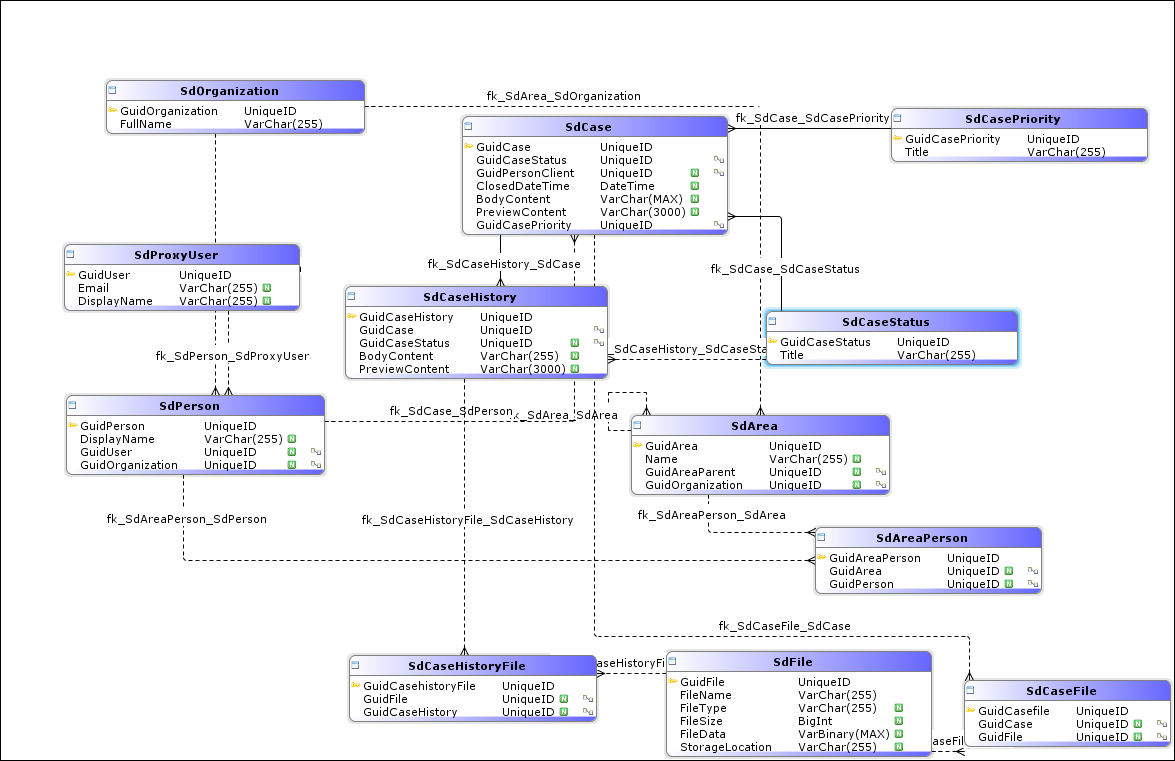 SdOrganization
GuidOrganization UniqueID
FullName VarChar(255)
fk_SdArea_SdOrganization
SdCase
GuidCase UniqueID
GuidCaseStatus UniqueID
GuidPersonClient UniqueID N
ClosedDateTime DateTime N
BodyContent VarChar(MAX) N
PreviewContent VarChar(3000) N
GuidCasePriority UniqueID
fk_SdCase_SdCasePriority
SdCasePriority
GuidCasePriority UniqueID
Title VarChar(255)
SdProxyUser
GuidUser UniqueID
Email VarChar(255) N
DisplayName VarChar(255) N
fk_SdCaseHistory_SdCase
fk_SdCase_SdCaseStatus
SdCaseHistory
GuidCaseHistory UniqueID
GuidCase UniqueID
GuidCaseStatus UniqueID N
BodyContent VarChar(255) N
PreviewContent VarChar(3000) N
SdCaseStatus
GuidCaseStatus UniqueID
Title VarChar(255)
SdCaseHistory_SdCaseSta
fk_SdPerson_SdProxyUser
SdPerson
GuidPerson UniqueID
DisplayName VarChar(255) N
GuidUser UniqueID N
GuidOrganization UniqueID N
fk_SdCase_SdPerson
k_SdArea_SdArea
SdArea
GuidArea UniqueID
Name VarChar(255) N
GuidAreaParent UniqueID N
GuidOrganization UniqueID N
fk_SdAreaPerson_SdPerson
fk_SdCaseHistoryFile_SdCaseHistory
fk_SdAreaPerson_SdArea
SdAreaPerson
GuidAreaPerson UniqueID
GuidArea UniqueID N
GuidPerson UniqueID N
fk_SdCaseFile_SdCase
SdCaseHistoryFile
GuidCasehistoryFile UniqueID
GuidFile UniqueID N
GuidCaseHistory UniqueID N
aseHistoryFi
SdFile
GuidFile UniqueID
FileName VarChar(255)
FileType VarChar(255) N
FileSize BigInt N
FileData VarBinary(MAX) N
StorageLocation VarChar(255) N
SdCaseFile
GuidCasefile UniqueID
GuidCase UniqueID N
GuidFile UniqueID N
aseFil